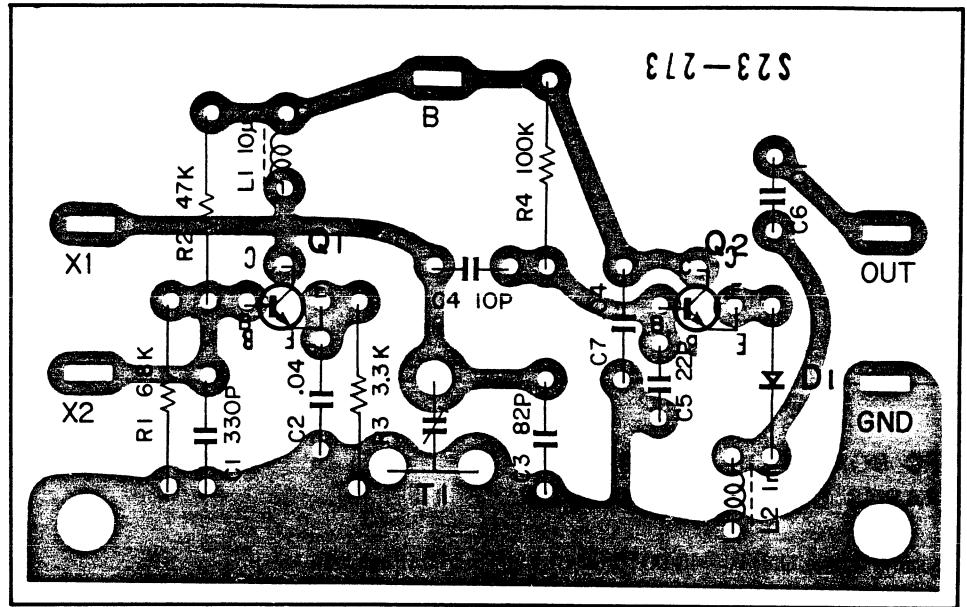 S23-273
B
L1 10μ
R2 47K
100K
R4
C6
X1
Q1
Q2
OUT
C4 10P
C
E
B
C7
X2
R1 6.8K
330P
C1
.04
C2
3.3K
T1
82P
C3
22P
C5
D1
GND
L2